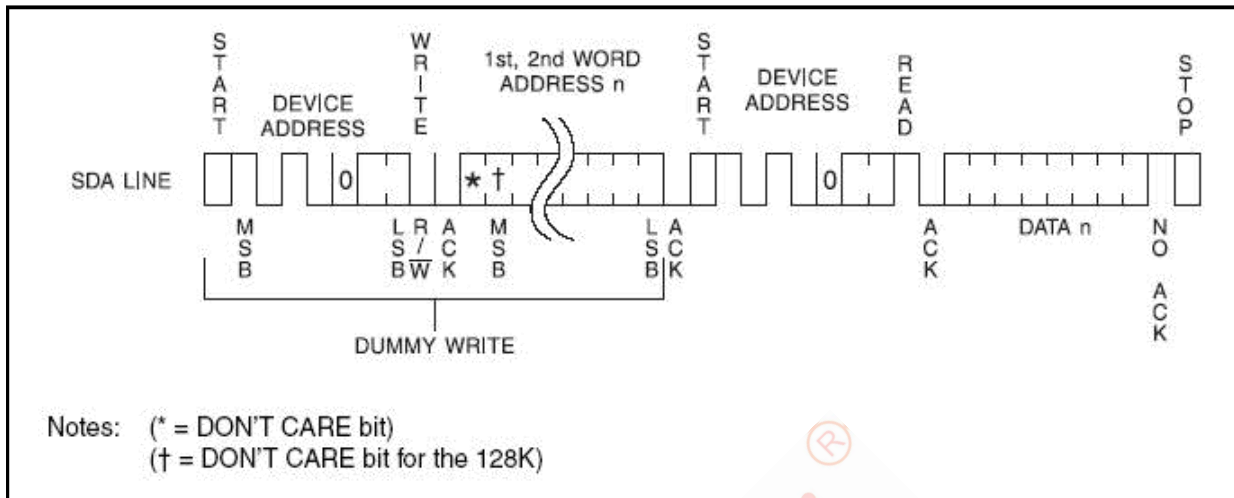 START
WRITE
1st, 2nd WORD
ADDRESS n
START
DEVICE
ADDRESS
READ
STOP
DEVICE
ADDRESS
SDA LINE
0
* †
0
MSB
LSB
R/W̅
ACK
MSB
LSB
ACK
ACK
DATA n
NO ACK
DUMMY WRITE
Notes: (* = DON'T CARE bit)
(† = DON'T CARE bit for the 128K)
®